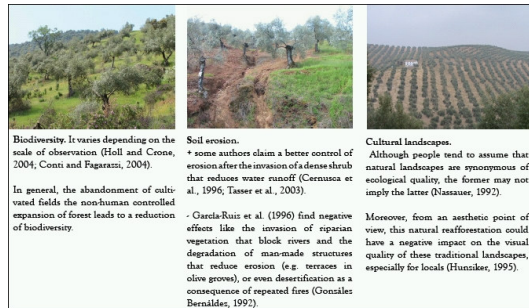 Biodiversity. It varies depending on the
scale of observation (Holl and Crone,
2004; Conti and Fagarazzi, 2004).
In general, the abandonment of culti-
vated fields the non-human controlled
expansion of forest leads to a reduction
of biodiversity.
Soil erosion.
+ some authors claim a better control of
erosion after the invasion of a dense shrub
that reduces water runoff (Cernusca et
al., 1996; Tasser et al., 2003).
- García-Ruiz et al. (1996) find negative
effects like the invasion of riparian
vegetation that block rivers and the
degradation of man-made structures
that reduce erosion (e.g. terraces in
olive groves), or even desertification as a
consequence of repeated fires (Gonsáles
Bernáldes, 1992).
Cultural landscapes.
Although people tend to assume that
natural landscapes are synonymous of
ecological quality, the former may not
imply the latter (Nassauer, 1992).
Moreover, from an aesthetic point of
view, this natural reafforestation could
have a negative impact on the visual
quality of these traditional landscapes,
especially for locals (Hunsiker, 1995).